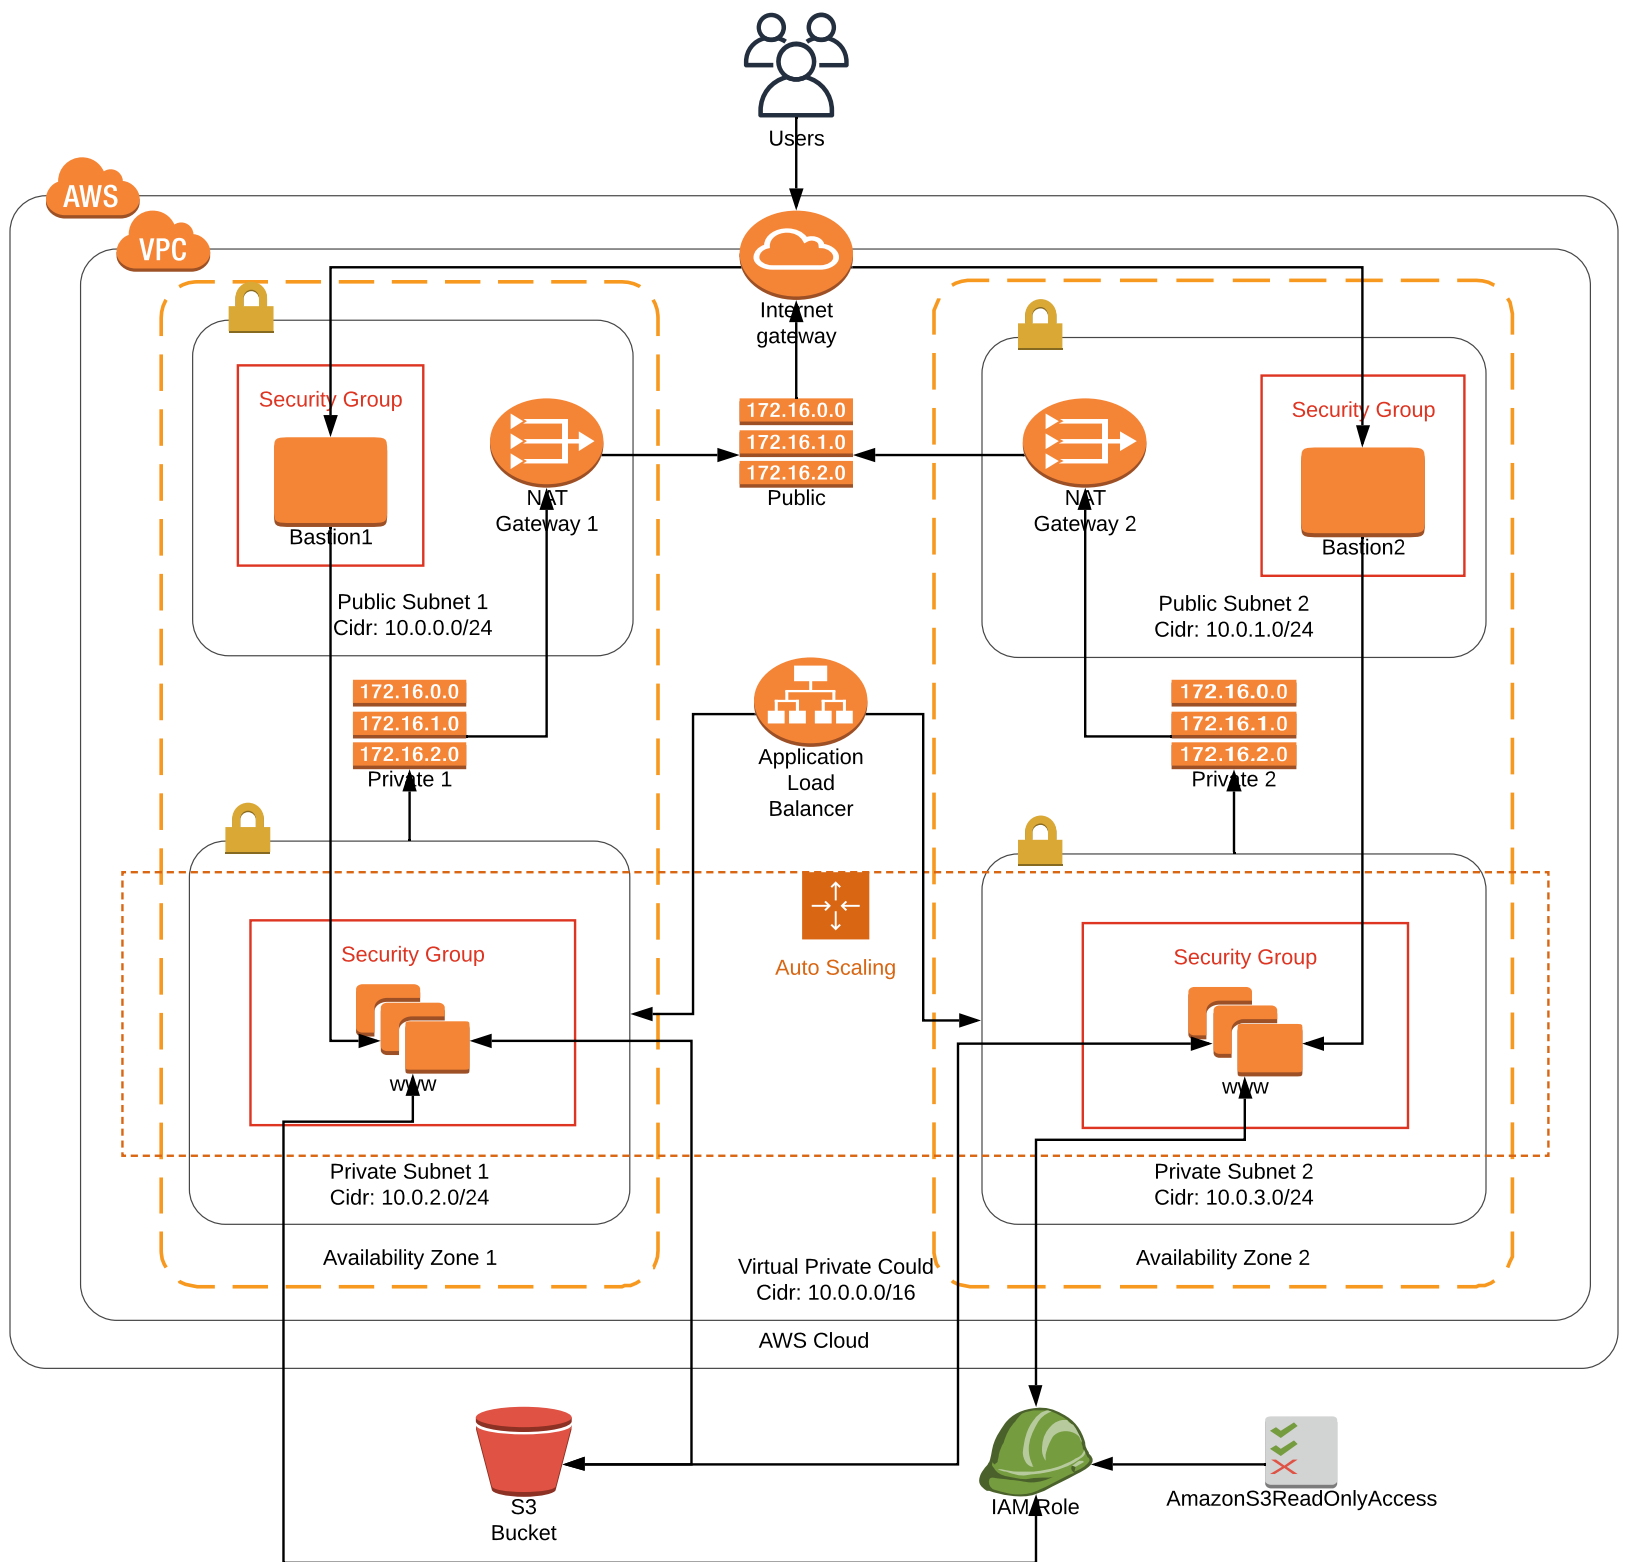 Users
AWS
VPC
Internet
gateway
Security Group
Bastion1
NAT
Gateway 1
Public Subnet 1
Cidr: 10.0.0.0/24
172.16.0.0
172.16.1.0
172.16.2.0
Public
NAT
Gateway 2
Security Group
Bastion2
Public Subnet 2
Cidr: 10.0.1.0/24
172.16.0.0
172.16.1.0
172.16.2.0
Private 1
Application
Load
Balancer
172.16.0.0
172.16.1.0
172.16.2.0
Private 2
Auto Scaling
Security Group
www
Private Subnet 1
Cidr: 10.0.2.0/24
Availability Zone 1
Security Group
www
Private Subnet 2
Cidr: 10.0.3.0/24
Availability Zone 2
Virtual Private Could
Cidr: 10.0.0.0/16
AWS Cloud
S3
Bucket
IAM Role
AmazonS3ReadOnlyAccess